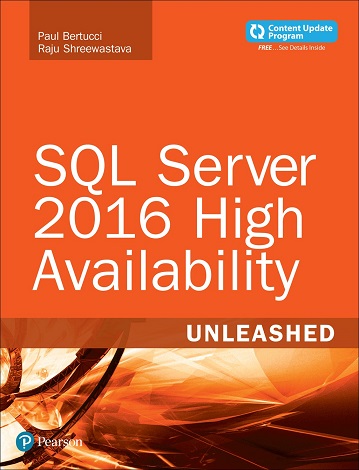 Paul Bertucci
Raju Shreewastava
Content Update
Program
FREE...See Details Inside
SQL Server
2016 High
Availability
UNLEASHED
Pearson